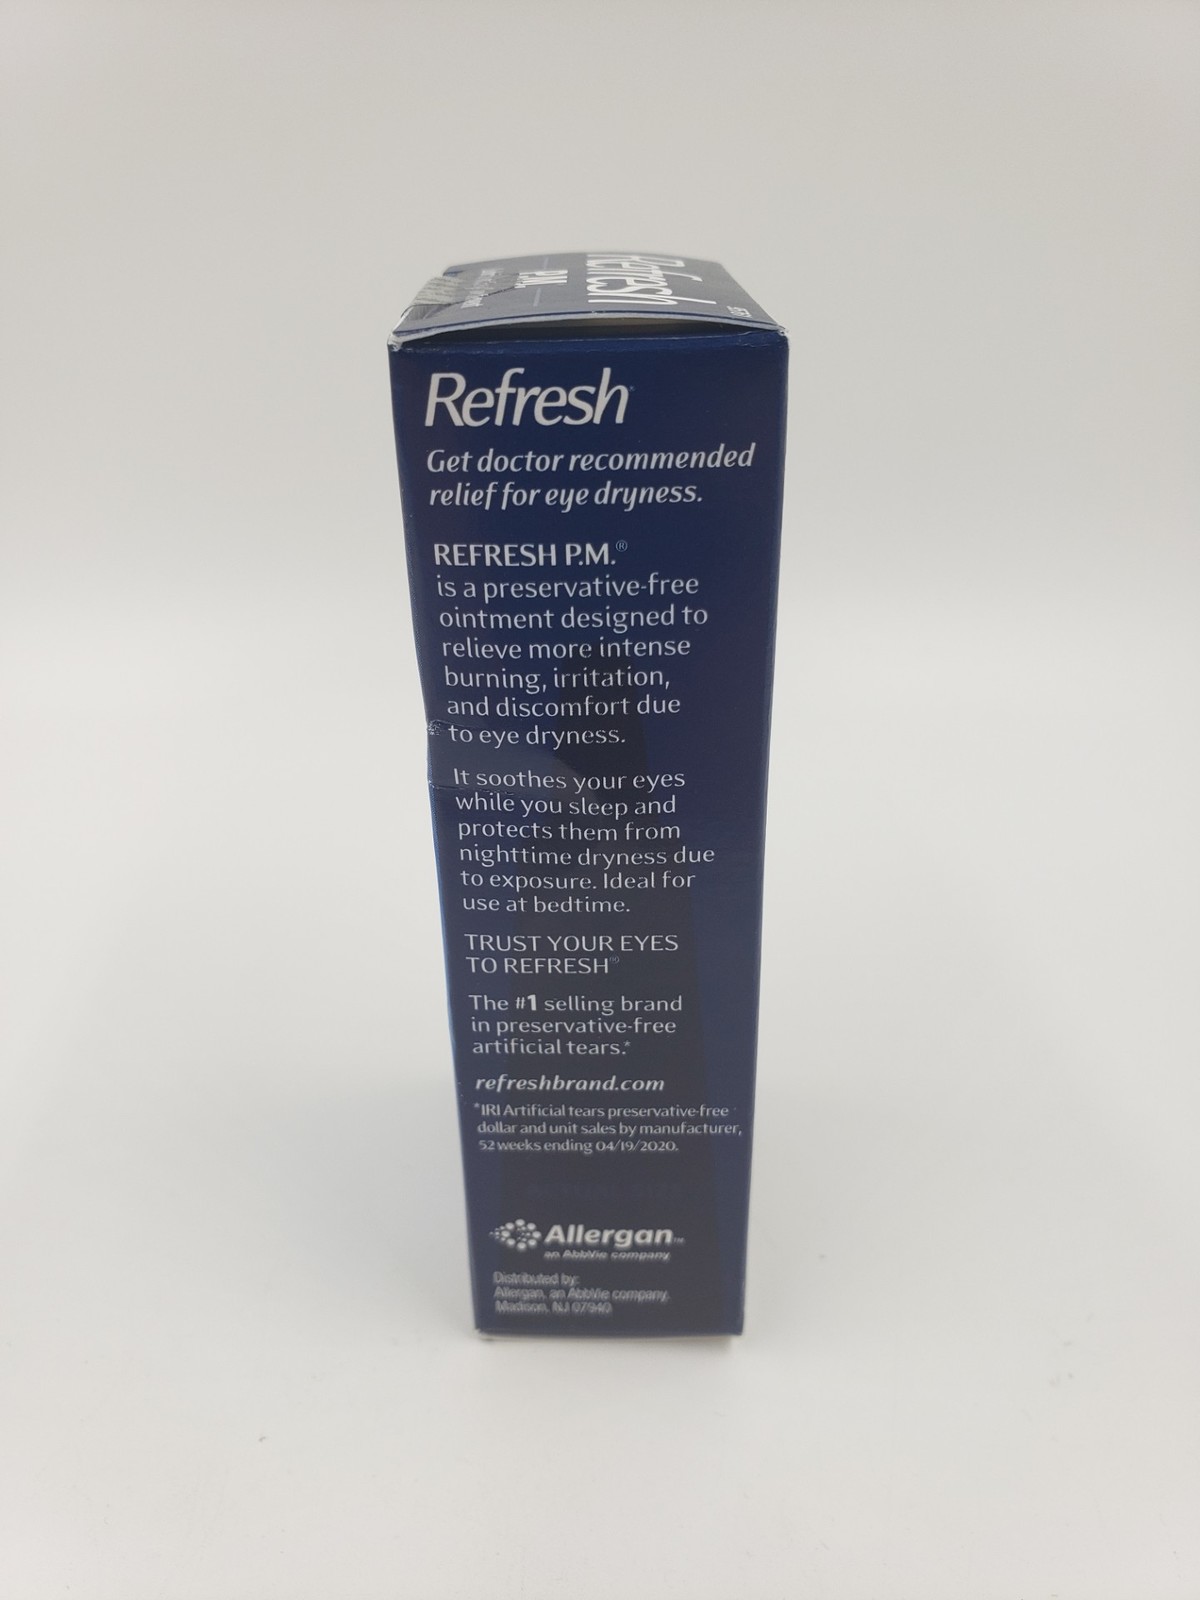 Refresh
P.M.
Refresh®
Get doctor recommended
relief for eye dryness.
REFRESH P.M.®
is a preservative-free
ointment designed to
relieve more intense
burning, irritation,
and discomfort due
to eye dryness.
It soothes your eyes
while you sleep and
protects them from
nighttime dryness due
to exposure. Ideal for
use at bedtime.
TRUST YOUR EYES
TO REFRESH®
The #1 selling brand
in preservative-free
artificial tears.*
refreshbrand.com
*IRI Artificial tears preservative-free
dollar and unit sales by manufacturer,
52 weeks ending 04/19/2020.
Allergan™
an AbbVie company
Distributed by:
Allergan, an AbbVie company.
Madison, NJ 07940